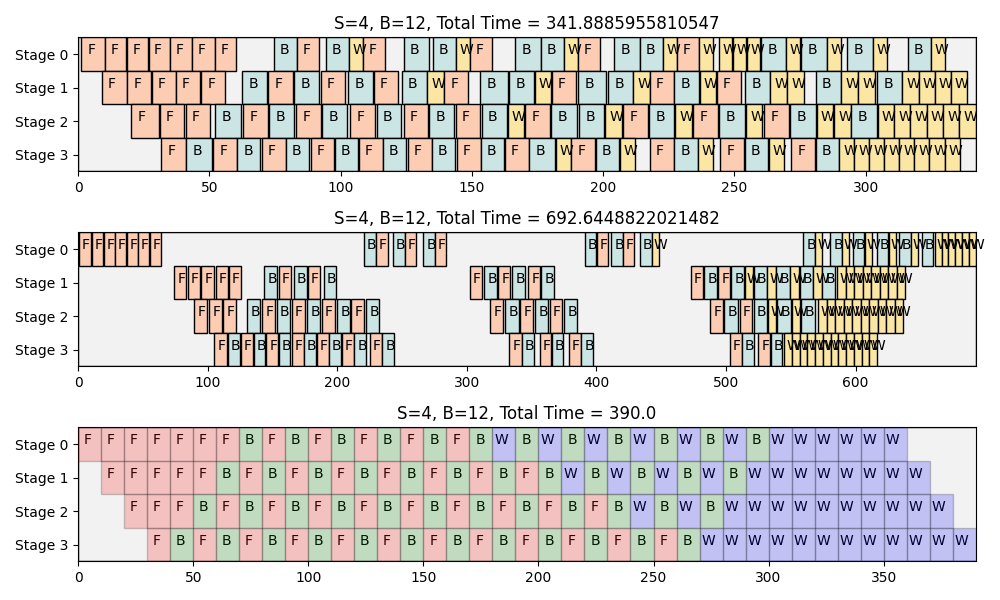 S=4, B=12, Total Time = 341.8885955810547
Stage 0 F F F F F F F B F B W F B B W F B B W F B B W F W W W W B W B W B W B W
Stage 1 F F F F F B F B F B F B F B W F B B W F B B W F B W F B W W B W W B W W W W
Stage 2 F F F B F B F B F B F B F B F B W F B B W F B W F B W F B W W B W W W W W W
Stage 3 F B F B F B F B F B F B F B F B W F B W F B W F B W F B W W W W W W W W
0 50 100 150 200 250 300
S=4, B=12, Total Time = 692.6448822021482
Stage 0 F F F F F F F B F B F B F B F B F B W B W B W B W B W B W B W W W W W W
Stage 1 F F F F F B F B F B F B F B F B F B F B W B W B W B W B W W W W W W W W
Stage 2 F F F B F B F B F B F B F B F B F B F B F B W B W B W W W W W W W W W W
Stage 3 F B F B F B F B F B F B F B F B F B F B F B F B W W W W W W W W W W W W
0 100 200 300 400 500 600
S=4, B=12, Total Time = 390.0
Stage 0 F F F F F F F B F B F B F B F B F B W B W B W B W B W B W B W W W W W W
Stage 1 F F F F F B F B F B F B F B F B F B F B W B W B W B W B W W W W W W W W
Stage 2 F F F B F B F B F B F B F B F B F B F B F B W B W B W W W W W W W W W W
Stage 3 F B F B F B F B F B F B F B F B F B F B F B F B W W W W W W W W W W W W
0 50 100 150 200 250 300 350